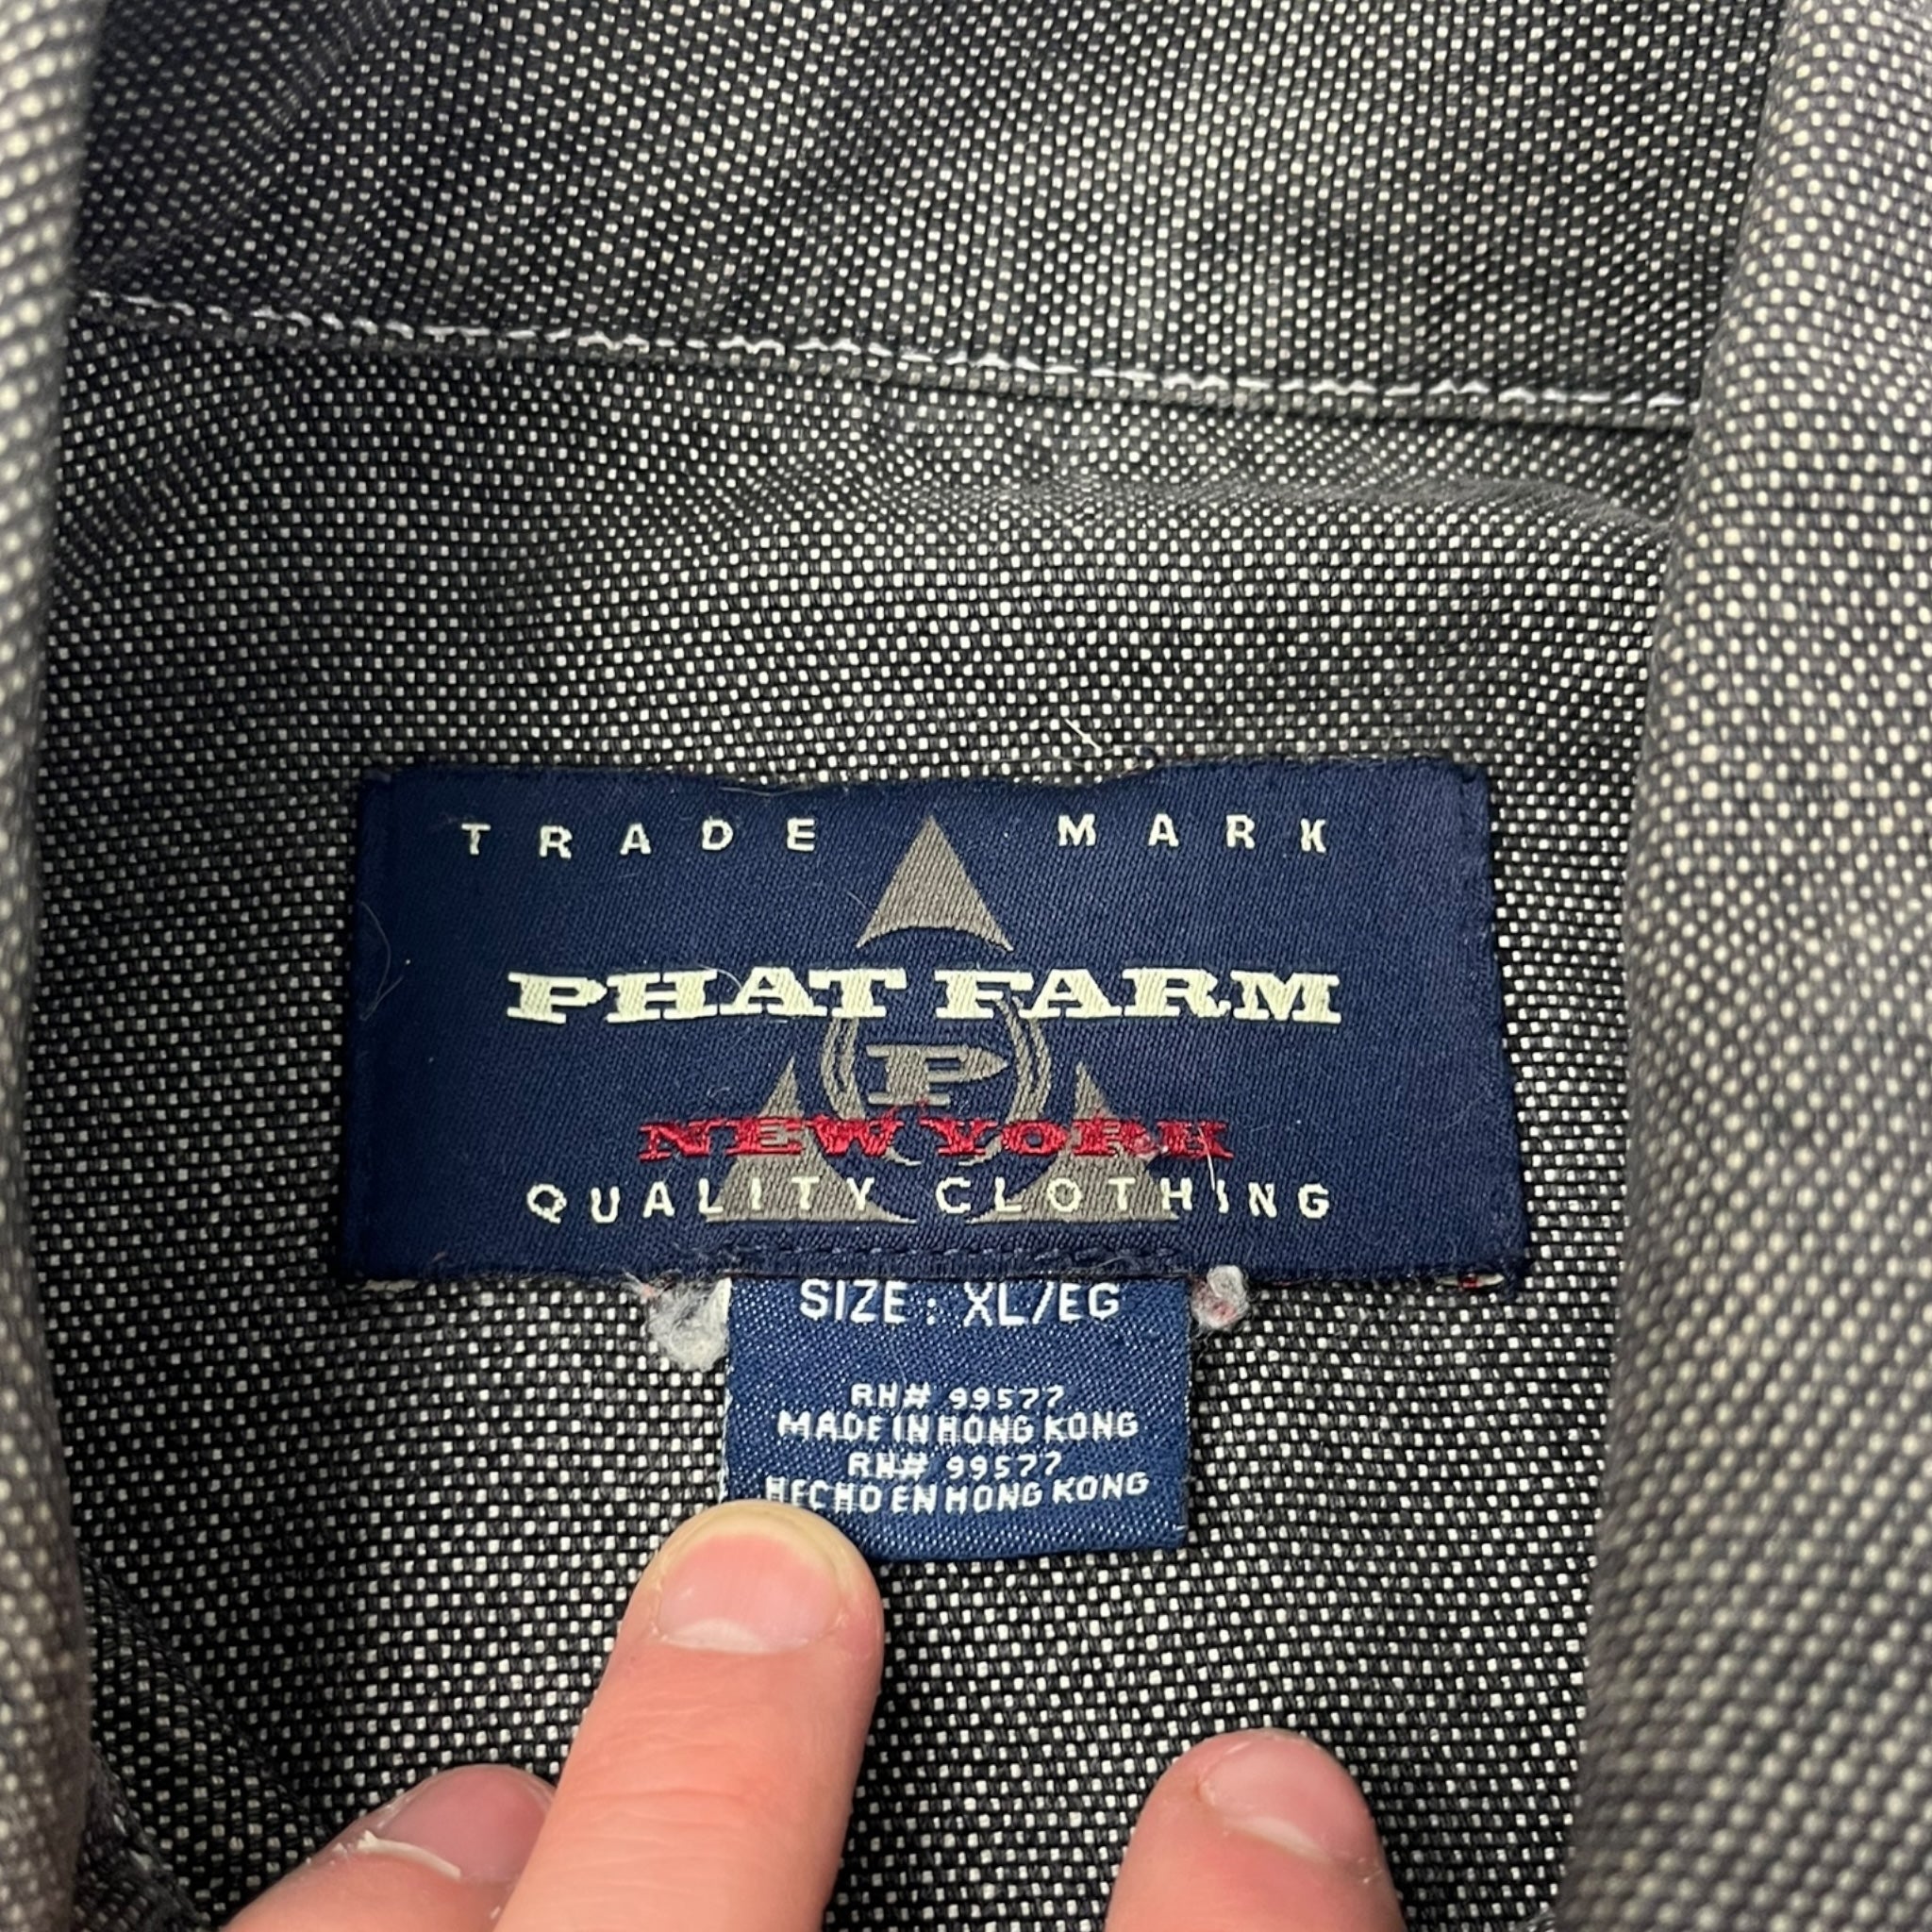 TRADE MARK
PHAT FARM
P
NEW YORK
QUALITY CLOTHING
SIZE: XL/EG
RN# 99577
MADE IN HONG KONG
RN# 99577
HECHO EN HONG KONG